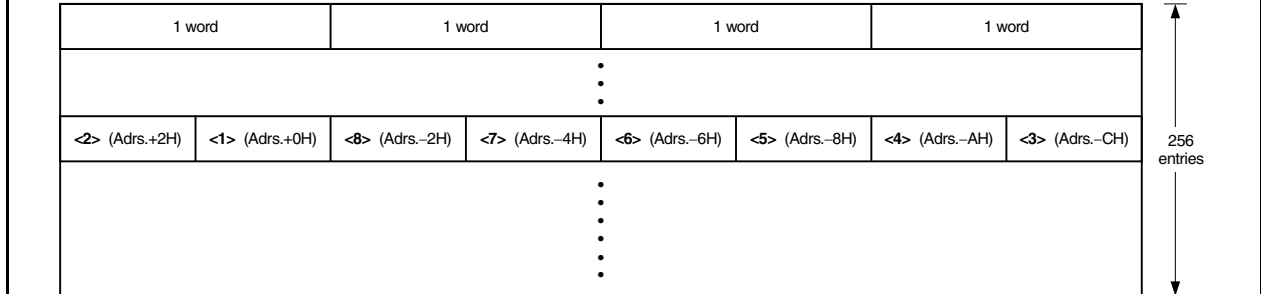 1 word 1 word 1 word 1 word
<2> (Adrs.+2H) <1> (Adrs.+0H) <8> (Adrs.−2H) <7> (Adrs.−4H) <6> (Adrs.−6H) <5> (Adrs.−8H) <4> (Adrs.−AH) <3> (Adrs.−CH)
256
entries